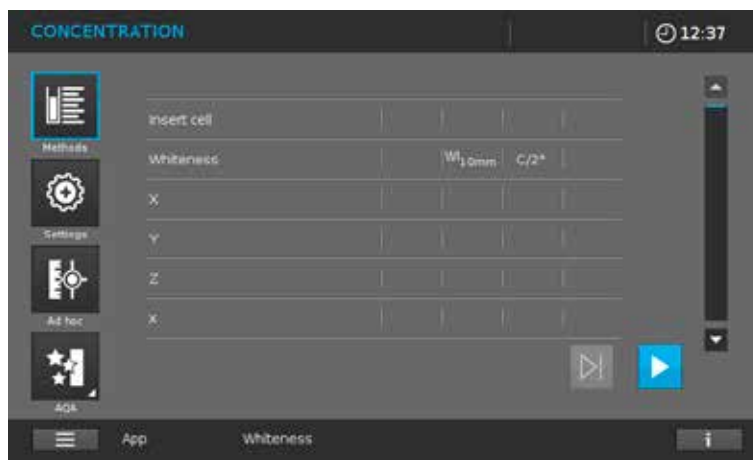 CONCENTRATION 12:37
Methods
Settings
Ad hoc
AQA
Insert cell
Whiteness WI10mm C/2°
X
Y
Z
x
App Whiteness i